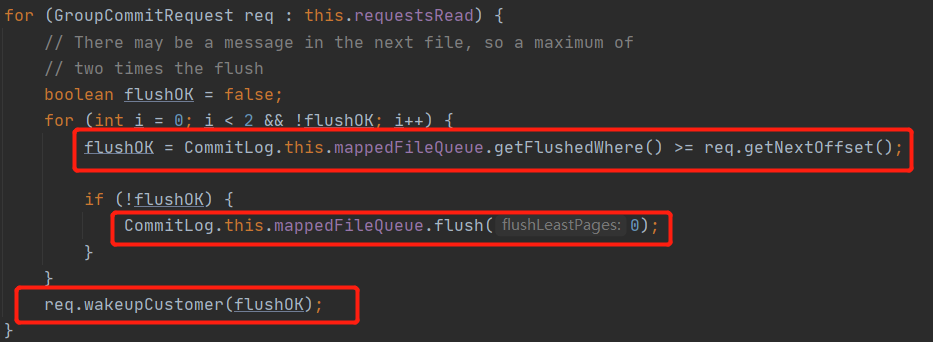 for (GroupCommitRequest req : this.requestsRead) {
// There may be a message in the next file, so a maximum of
// two times the flush
boolean flushOK = false;
for (int i = 0; i < 2 && !flushOK; i++) {
flushOK = CommitLog.this.mappedFileQueue.getFlushedWhere() >= req.getNextOffset();
if (!flushOK) {
CommitLog.this.mappedFileQueue.flush( flushLeastPages: 0);
}
}
req.wakeupCustomer(flushOK);
}